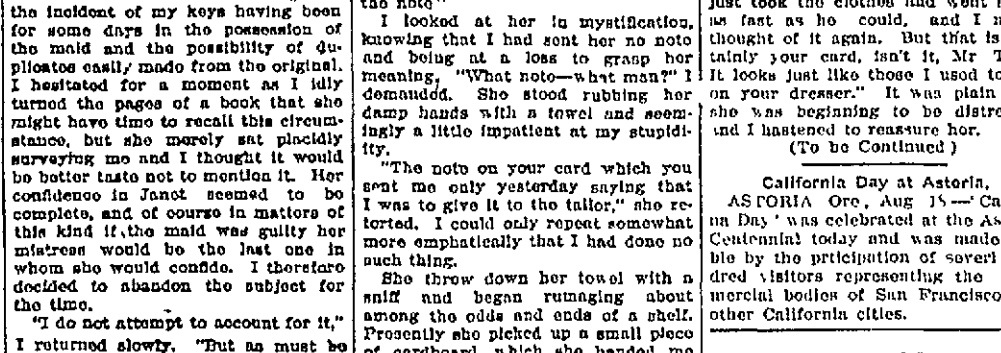 the incident of my keys having been
for some days in the possession of
the maid and the possibility of du-
plicates easily made from the original.
I hesitated for a moment as I idly
turned the pages of a book that she
might have time to recall this circum-
stance, but she merely sat placidly
surveying me and I thought it would
be better taste not to mention it. Her
confidence in Janet seemed to be
complete, and of course in matters of
this kind if the maid was guilty her
mistress would be the last one in
whom she would confide. I therefore
decided to abandon the subject for
the time.
"I do not attempt to account for it,"
I returned slowly. "But as must be
the note"
I looked at her in mystification,
knowing that I had sent her no note
and being at a loss to grasp her
meaning. "What note—what man?" I
demanded. She stood rubbing her
damp hands with a towel and seem-
ingly a little impatient at my stupidi-
ty.
"The note on your card which you
sent me only yesterday saying that
I was to give it to the tailor," she re-
torted. I could only repeat somewhat
more emphatically that I had done no
such thing.
She threw down her towel with a
sniff and began rumaging about
among the odds and ends of a shelf.
Presently she picked up a small piece
of cardboard which she handed me
just took the clothes and went
as fast as he could, and I
thought of it again. But that is
tainly your card, isn't it, Mr
It looks just like those I used to
on your dresser." It was plain
she was beginning to be distre
and I hastened to reassure her.
(To be Continued)
California Day at Astoria,
ASTORIA Ore, Aug 15—'Ca
na Day' was celebrated at the As
Centennial today and was made
ble by the prticipation of severl
dred visitors representing the
mercial bodies of San Francisco
other California cities.